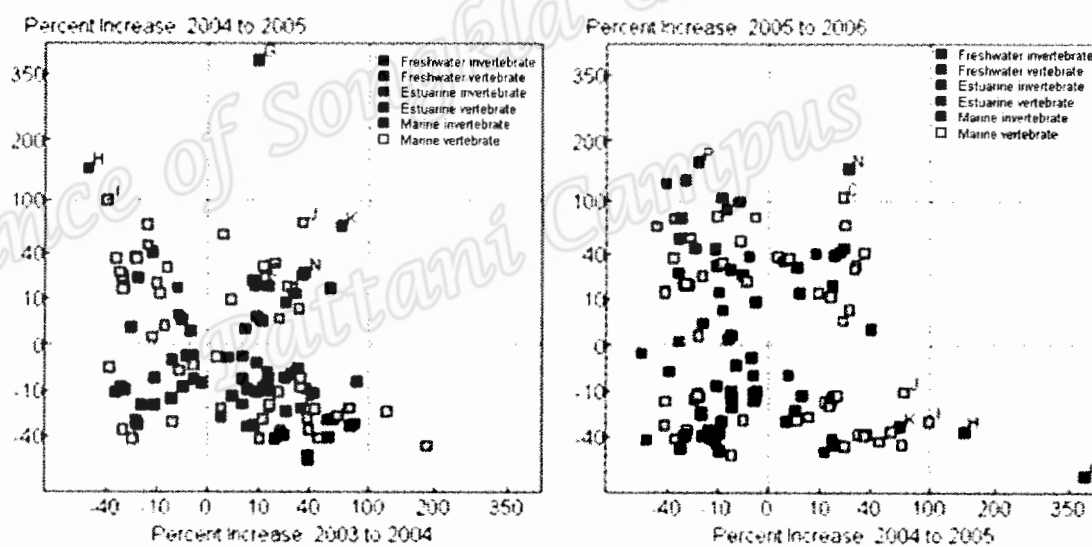 Percent Increase 2004 to 2005
350
200
100
40
10
0
-10
-40
Freshwater invertebrate
Freshwater vertebrate
Estuarine invertebrate
Estuarine vertebrate
Marine invertebrate
Marine vertebrate
H
J
K
N
-40 -10 0 10 40 100 200 350
Percent Increase 2003 to 2004
Percent Increase 2005 to 2006
350
200
100
40
10
0
-10
-40
Freshwater invertebrate
Freshwater vertebrate
Estuarine invertebrate
Estuarine vertebrate
Marine invertebrate
Marine vertebrate
P
N
J
K
H
-40 -10 0 10 40 100 350
Percent Increase 2004 to 2005
Pattani Campus